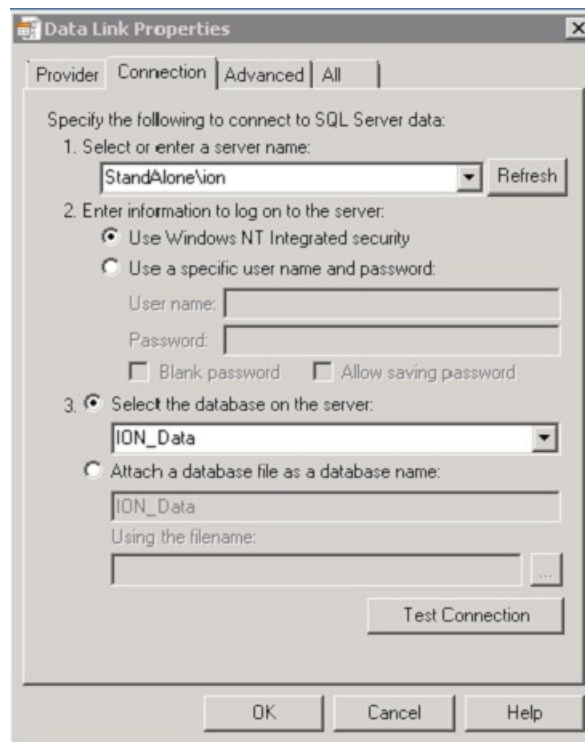 Data Link Properties
Provider Connection Advanced All
Specify the following to connect to SQL Server data:
1. Select or enter a server name:
StandAlone\ion Refresh
2. Enter information to log on to the server:
Use Windows NT Integrated security
Use a specific user name and password:
User name:
Password:
Blank password Allow saving password
3. Select the database on the server:
ION_Data
Attach a database file as a database name:
ION_Data
Using the filename:
...
Test Connection
OK Cancel Help